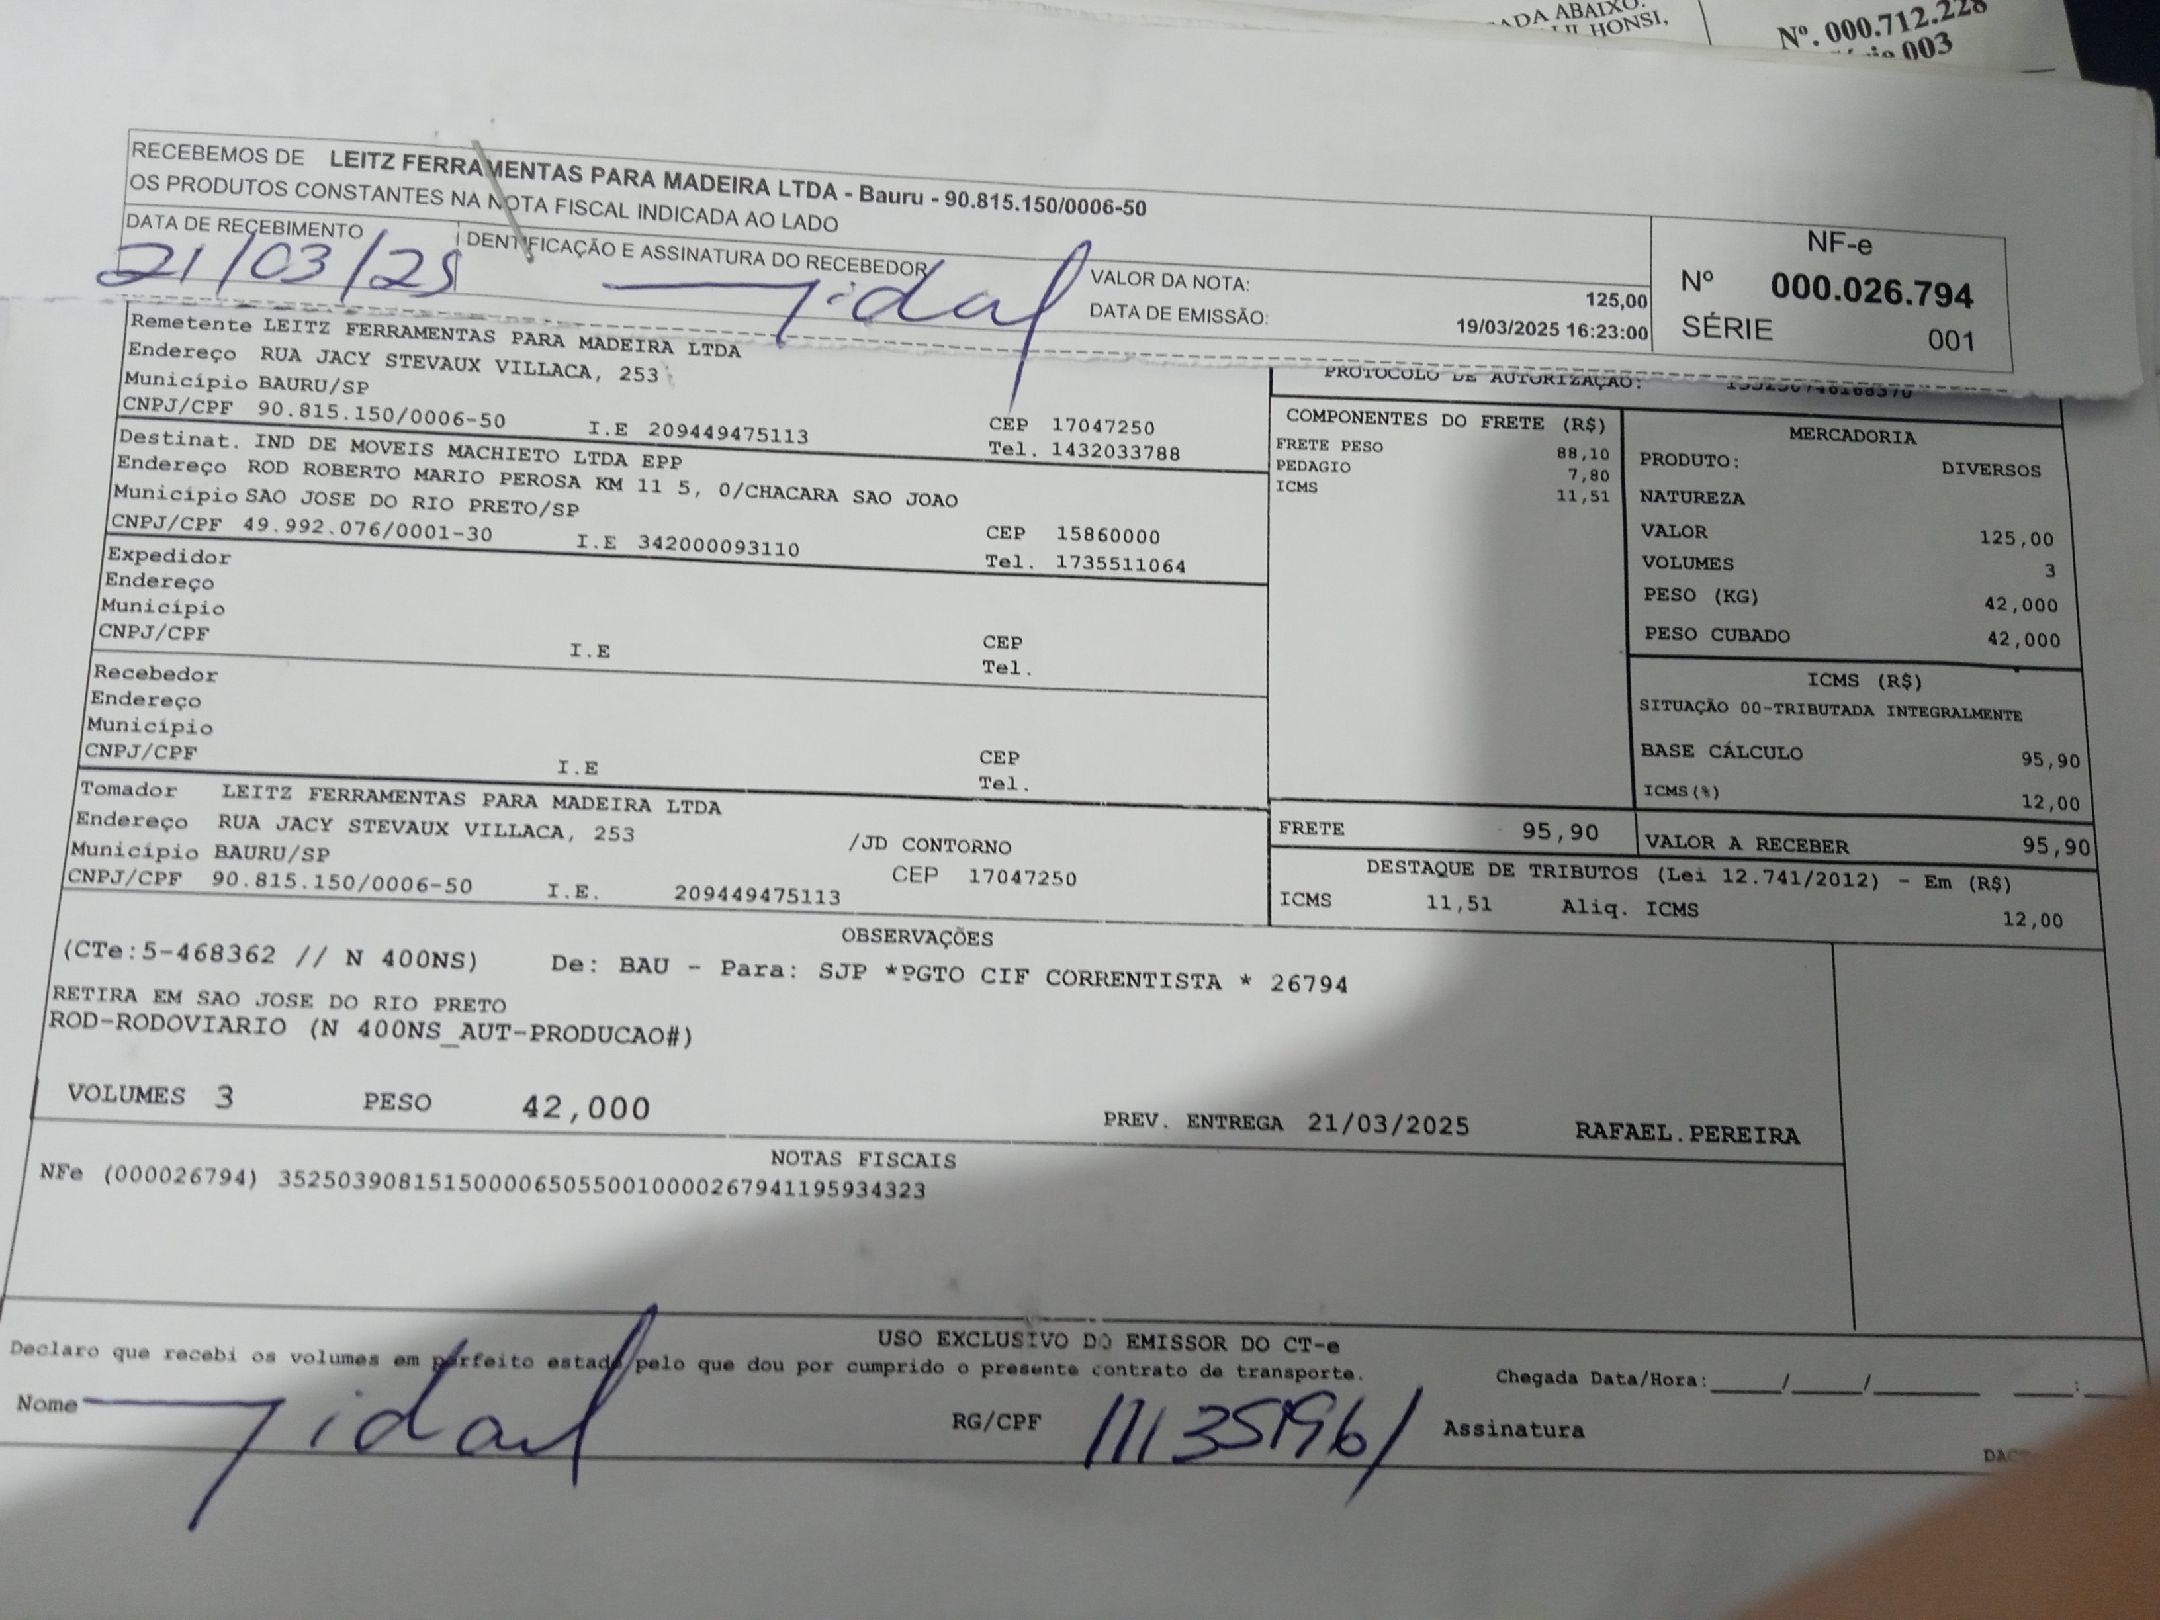 ADA ABAIXO.
HONSI,
Nº. 000.712.228
003
RECEBEMOS DE LEITZ FERRAMENTAS PARA MADEIRA LTDA - Bauru - 90.815.150/0006-50
OS PRODUTOS CONSTANTES NA NOTA FISCAL INDICADA AO LADO
DATA DE RECEBIMENTO IDENTIFICAÇÃO E ASSINATURA DO RECEBEDOR
21/03/25
VALOR DA NOTA: 125,00
DATA DE EMISSÃO: 19/03/2025 16:23:00
NF-e
Nº 000.026.794
SÉRIE 001
Remetente LEITZ FERRAMENTAS PARA MADEIRA LTDA
Endereço RUA JACY STEVAUX VILLACA, 253
Município BAURU/SP CEP 17047250
CNPJ/CPF 90.815.150/0006-50 I.E 209449475113 Tel. 1432033788
Destinat. IND DE MOVEIS MACHIETO LTDA EPP
Endereço ROD ROBERTO MARIO PEROSA KM 11 5, 0/CHACARA SAO JOAO
Município SAO JOSE DO RIO PRETO/SP CEP 15860000
CNPJ/CPF 49.992.076/0001-30 I.E 342000093110 Tel. 1735511064
Expedidor
Endereço
Município CEP
CNPJ/CPF I.E Tel.
Recebedor
Endereço
Município CEP
CNPJ/CPF I.E Tel.
Tomador LEITZ FERRAMENTAS PARA MADEIRA LTDA
Endereço RUA JACY STEVAUX VILLACA, 253 /JD CONTORNO
Município BAURU/SP CEP 17047250
CNPJ/CPF 90.815.150/0006-50 I.E. 209449475113
PROTOCOLO DE AUTORIZAÇÃO:
COMPONENTES DO FRETE (R$)
FRETE PESO 88,10
PEDAGIO 7,80
ICMS 11,51
MERCADORIA
PRODUTO: DIVERSOS
NATUREZA
VALOR 125,00
VOLUMES 3
PESO (KG) 42,000
PESO CUBADO 42,000
ICMS (R$)
SITUAÇÃO 00-TRIBUTADA INTEGRALMENTE
BASE CÁLCULO 95,90
ICMS(%) 12,00
FRETE 95,90 VALOR A RECEBER 95,90
DESTAQUE DE TRIBUTOS (Lei 12.741/2012) - Em (R$)
ICMS 11,51 Aliq. ICMS 12,00
OBSERVAÇÕES
(CTe:5-468362 // N 400NS) De: BAU - Para: SJP *PGTO CIF CORRENTISTA * 26794
RETIRA EM SAO JOSE DO RIO PRETO
ROD-RODOVIARIO (N 400NS_AUT-PRODUCAO#)
VOLUMES 3 PESO 42,000 PREV. ENTREGA 21/03/2025 RAFAEL.PEREIRA
NOTAS FISCAIS
NFe (000026794) 35250390815150000650550010000267941195934323
USO EXCLUSIVO DO EMISSOR DO CT-e
Declaro que recebi os volumes em perfeito estado pelo que dou por cumprido o presente contrato de transporte.
Chegada Data/Hora:____/____/______ ____:____
Nome RG/CPF Assinatura